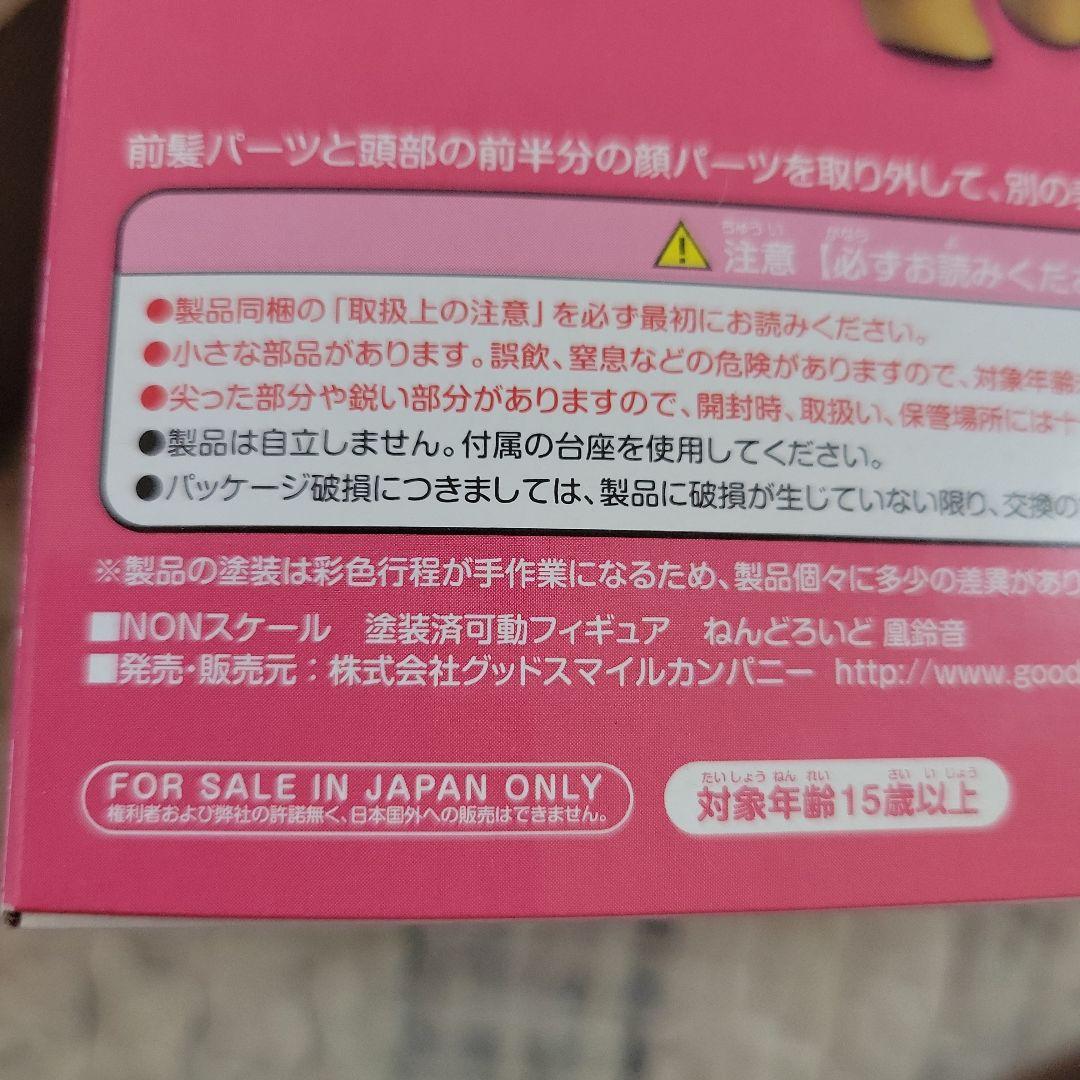 前髪パーツと頭部の前半分の顔パーツを取り外して、別の
ちゅうい かなら よ
注意【必ずお読みくださ
●製品同梱の「取扱上の注意」を必ず最初にお読みください。
●小さな部品があります。誤飲、窒息などの危険がありますので、対象年齢
●尖った部分や鋭い部分がありますので、開封時、取扱い、保管場所には十
●製品は自立しません。付属の台座を使用してください。
●パッケージ破損につきましては、製品に破損が生じていない限り、交換の
※製品の塗装は彩色行程が手作業になるため、製品個々に多少の差異があり
■NONスケール 塗装済可動フィギュア ねんどろいど 凰鈴音
■発売・販売元：株式会社グッドスマイルカンパニー http://www.good
FOR SALE IN JAPAN ONLY
権利者および弊社の許諾無く、日本国外への販売はできません。
たいしょうねんれい さいいじょう
対象年齢15歳以上